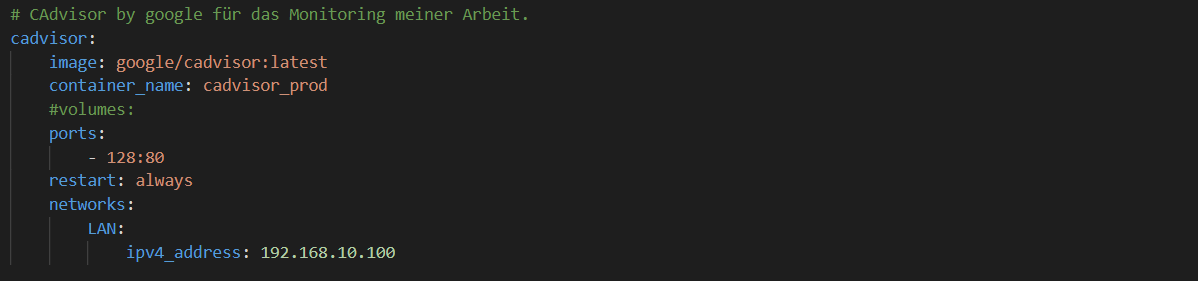 # CAdvisor by google für das Monitoring meiner Arbeit.
cadvisor:
image: google/cadvisor:latest
container_name: cadvisor_prod
#volumes:
ports:
- 128:80
restart: always
networks:
LAN:
ipv4_address: 192.168.10.100